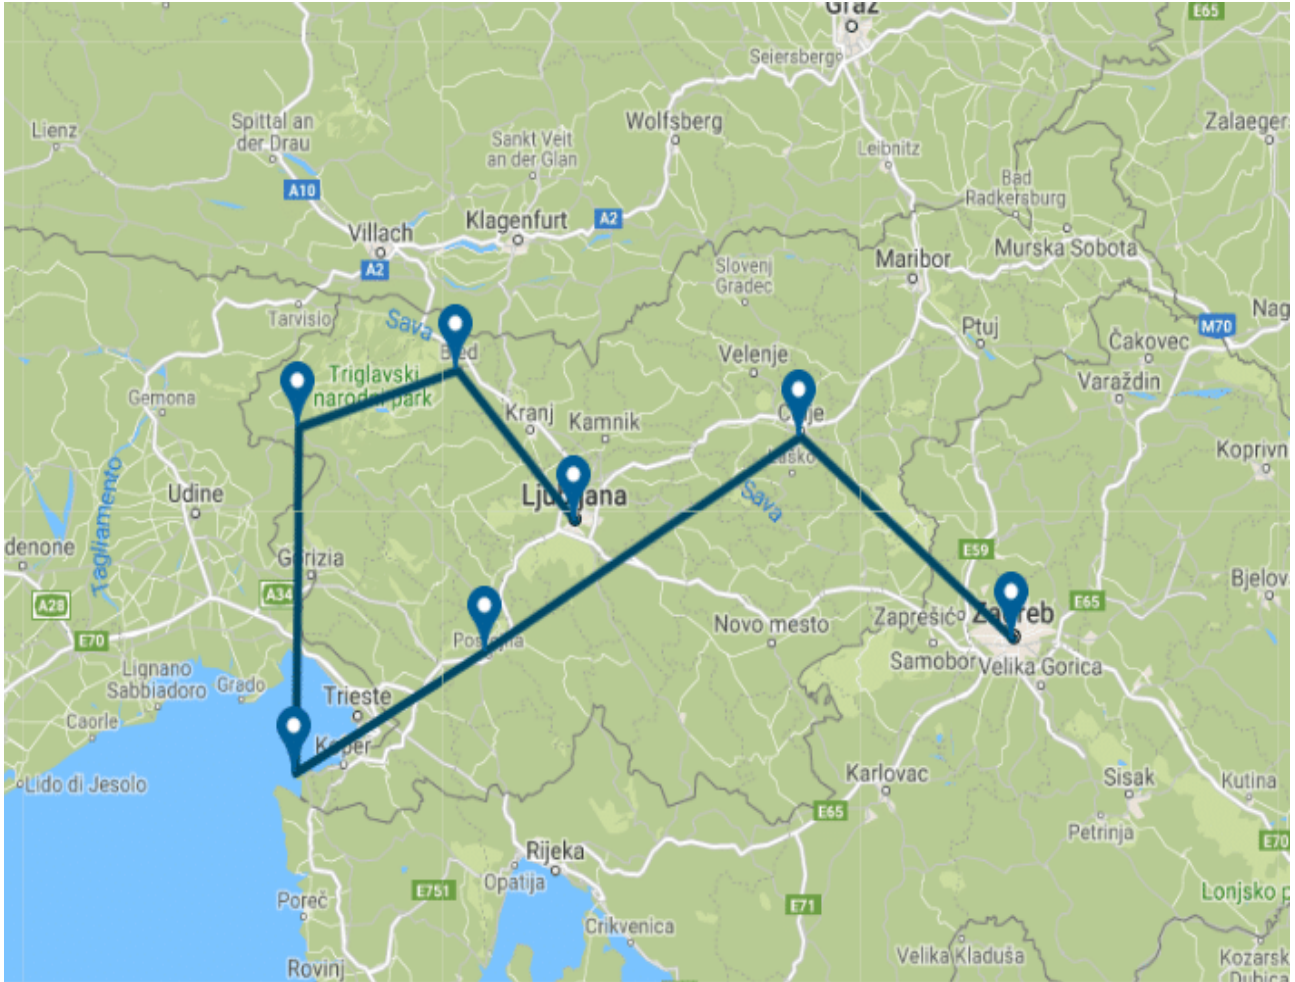 Graz
E65
Seiersberg
Lienz
Spittal an
der Drau
Wolfsberg
Zalaegers
Sankt Veit
an der Glan
Leibnitz
A10
Bad
Radkersburg
Klagenfurt
A2
Villach
Murska Sobota
A2
Maribor
Slovenj
Gradec
Tarvisio
Sava
Nag
M70
Ptuj
Čakovec
Bled
Velenje
Triglavski
narodni park
Varaždin
Gemona
Kranj
Kamnik
Celje
Koprivn
Laško
Udine
Ljubljana
Sava
Tagliamento
denone
Gorizia
E59
Bjelov
A34
A28
E65
E70
Postojna
Novo mesto
Zaprešić
Zagreb
Samobor
Velika Gorica
Lignano
Sabbiadoro
Grado
Trieste
Caorle
Koper
Lido di Jesolo
Karlovac
Sisak
Kutina
E65
Petrinja
E70
Rijeka
Opatija
E751
Poreč
E71
Lonjsko p
Crikvenica
Velika Kladuša
Rovinj
Kozarsk
Dubica